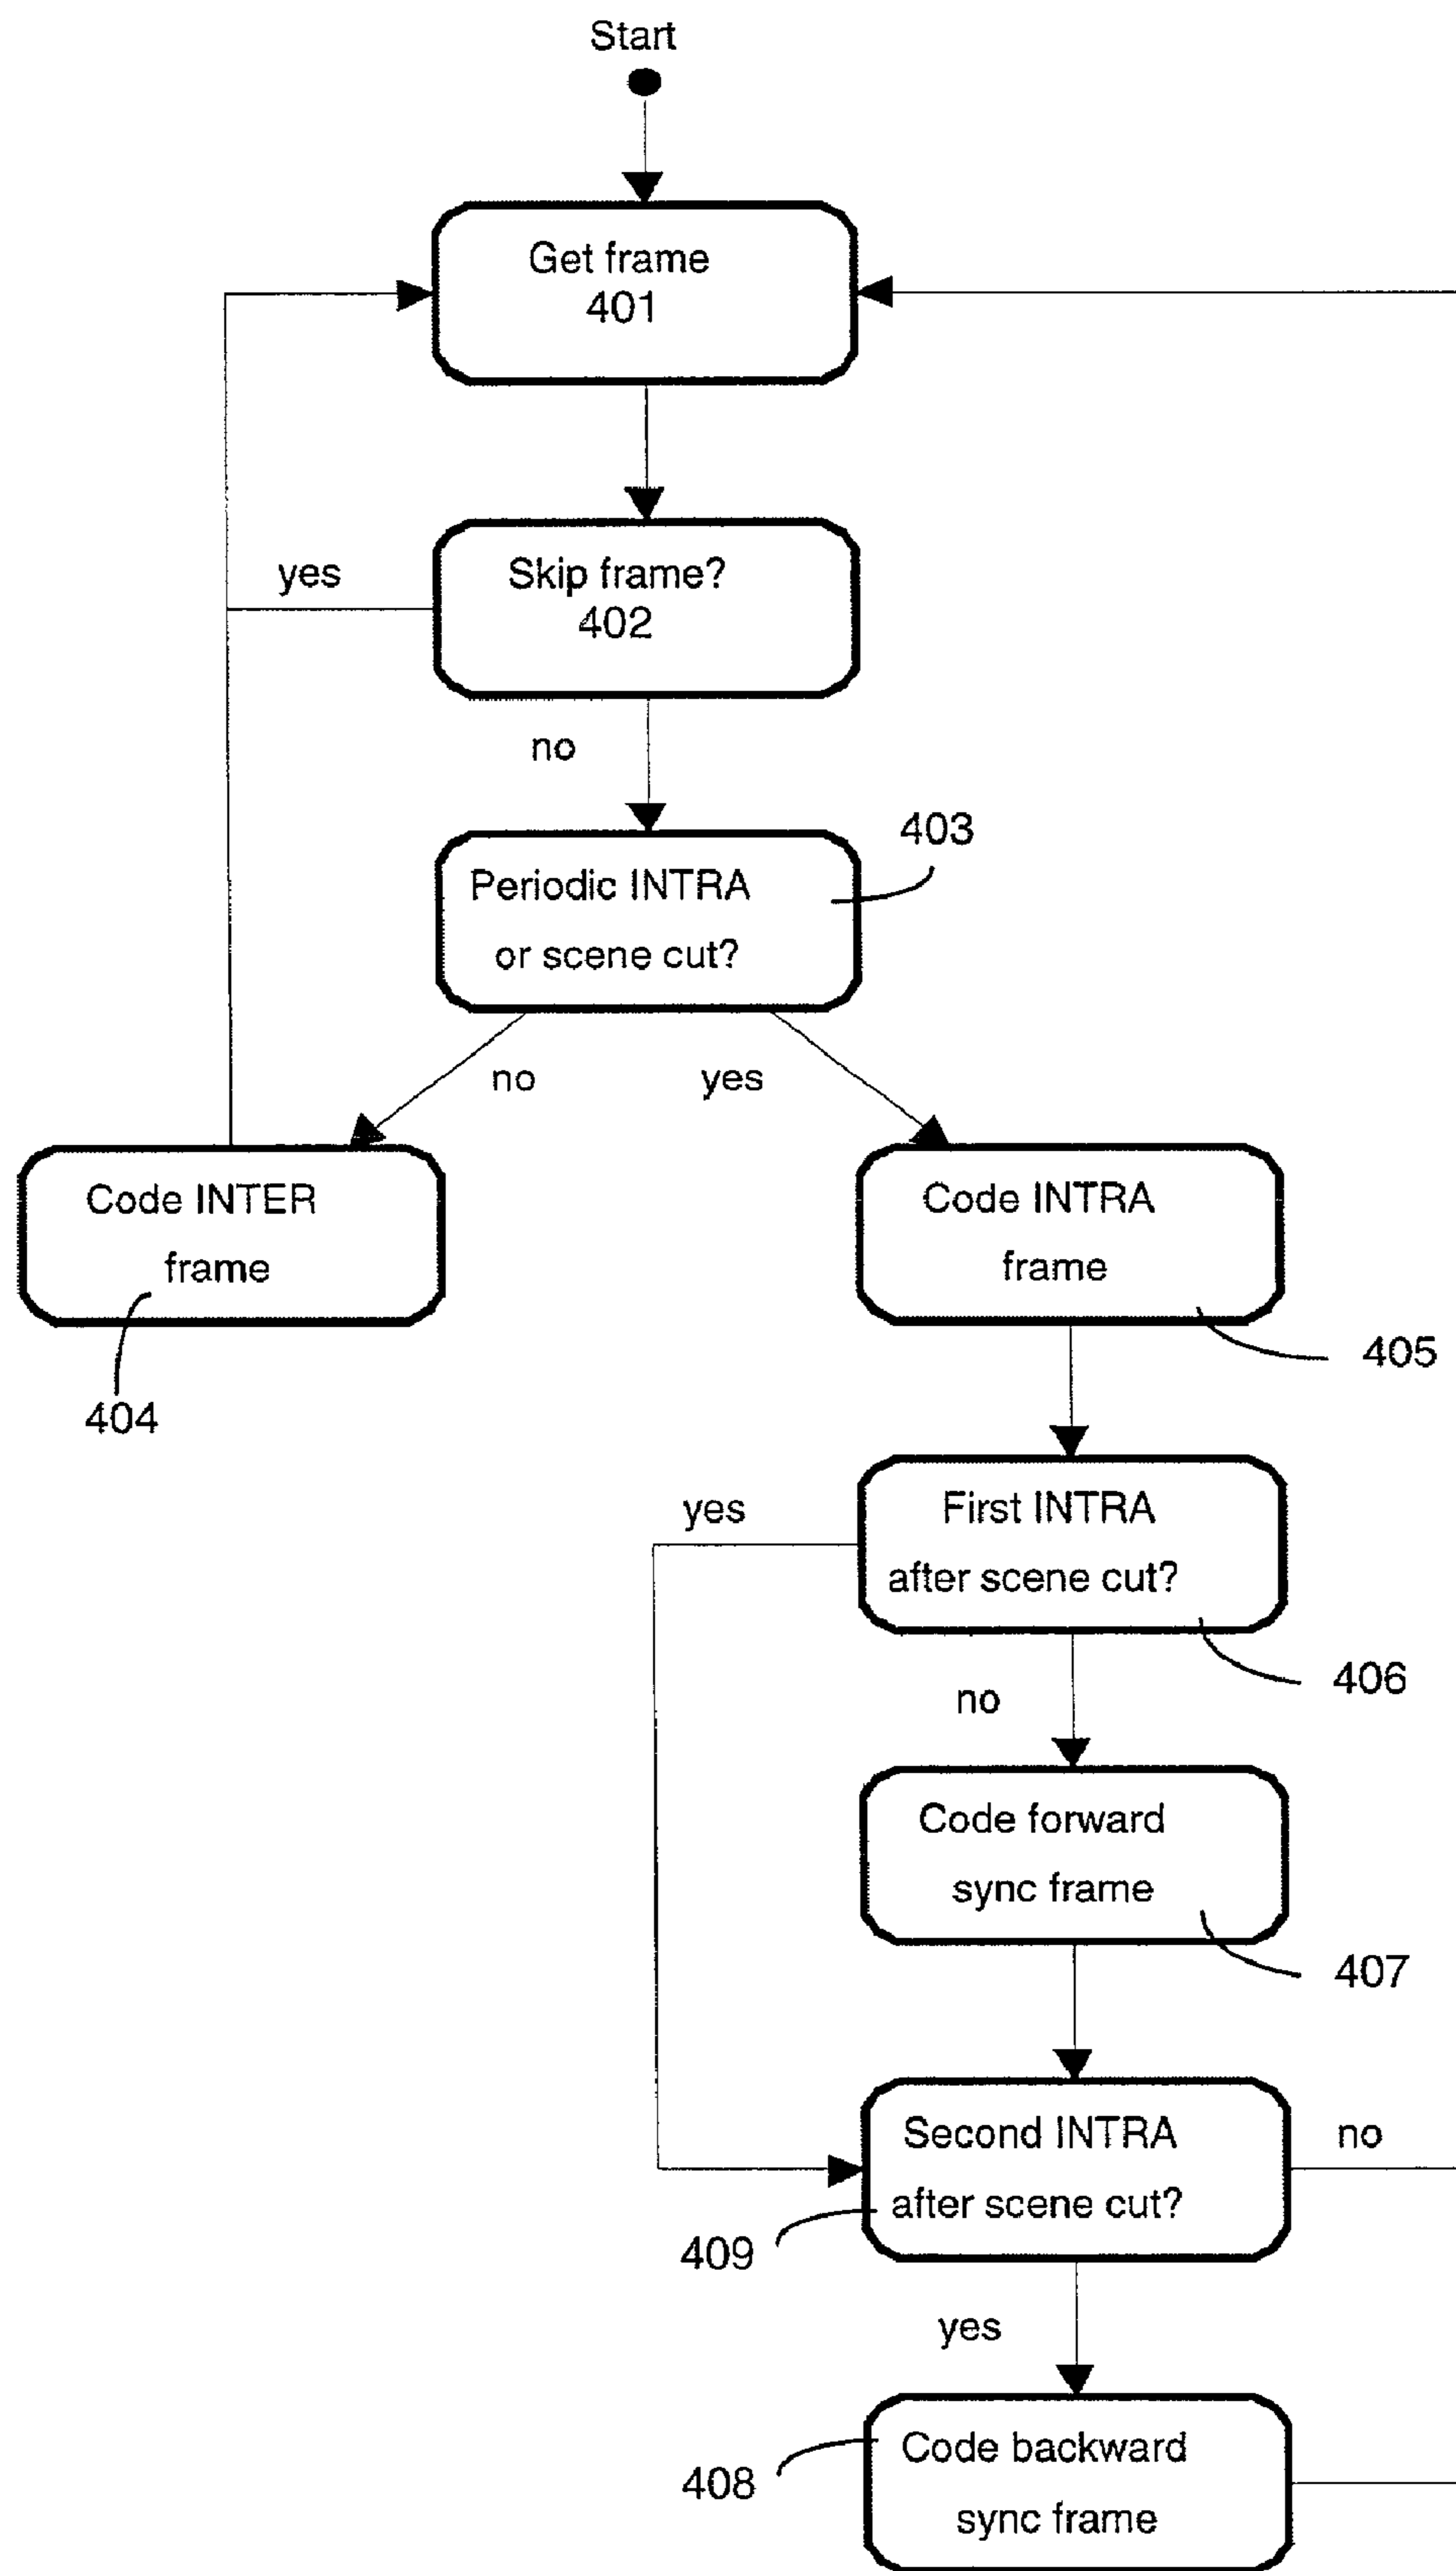 Start
Get frame
401
Skip frame?
402
yes
no
403
Periodic INTRA
or scene cut?
no
yes
Code INTER
frame
404
Code INTRA
frame
405
First INTRA
after scene cut?
yes
406
no
Code forward
sync frame
407
Second INTRA
after scene cut?
no
409
yes
Code backward
sync frame
408